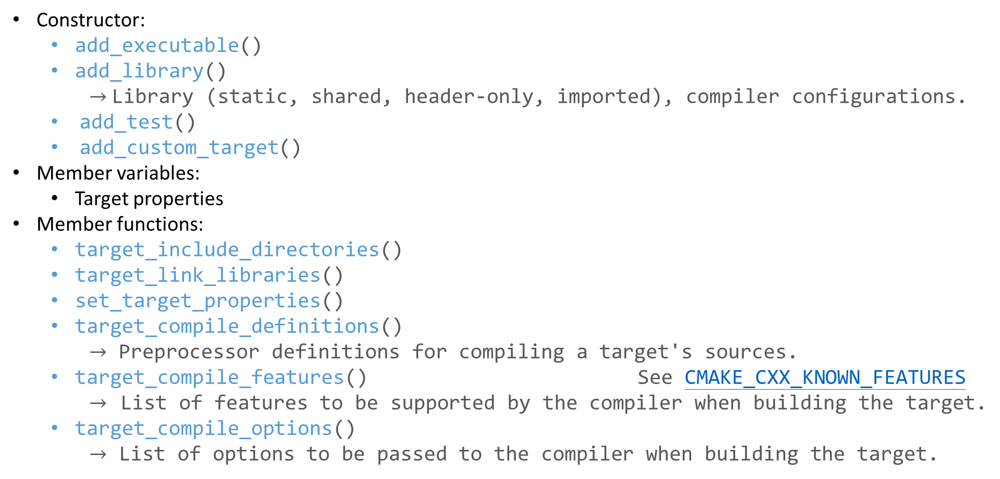 • Constructor:
• add_executable()
• add_library()
→ Library (static, shared, header-only, imported), compiler configurations.
• add_test()
• add_custom_target()
• Member variables:
• Target properties
• Member functions:
• target_include_directories()
• target_link_libraries()
• set_target_properties()
• target_compile_definitions()
→ Preprocessor definitions for compiling a target's sources.
• target_compile_features() See CMAKE_CXX_KNOWN_FEATURES
→ List of features to be supported by the compiler when building the target.
• target_compile_options()
→ List of options to be passed to the compiler when building the target.